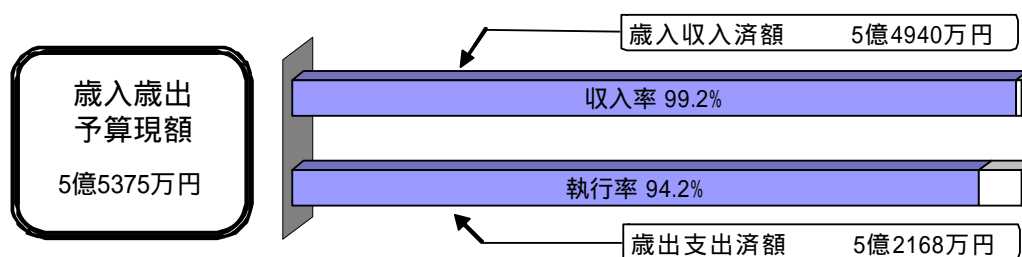 歳入収入済額 5億4940万円
歳入歳出
予算現額
5億5375万円
収入率 99.2%
執行率 94.2%
歳出支出済額 5億2168万円